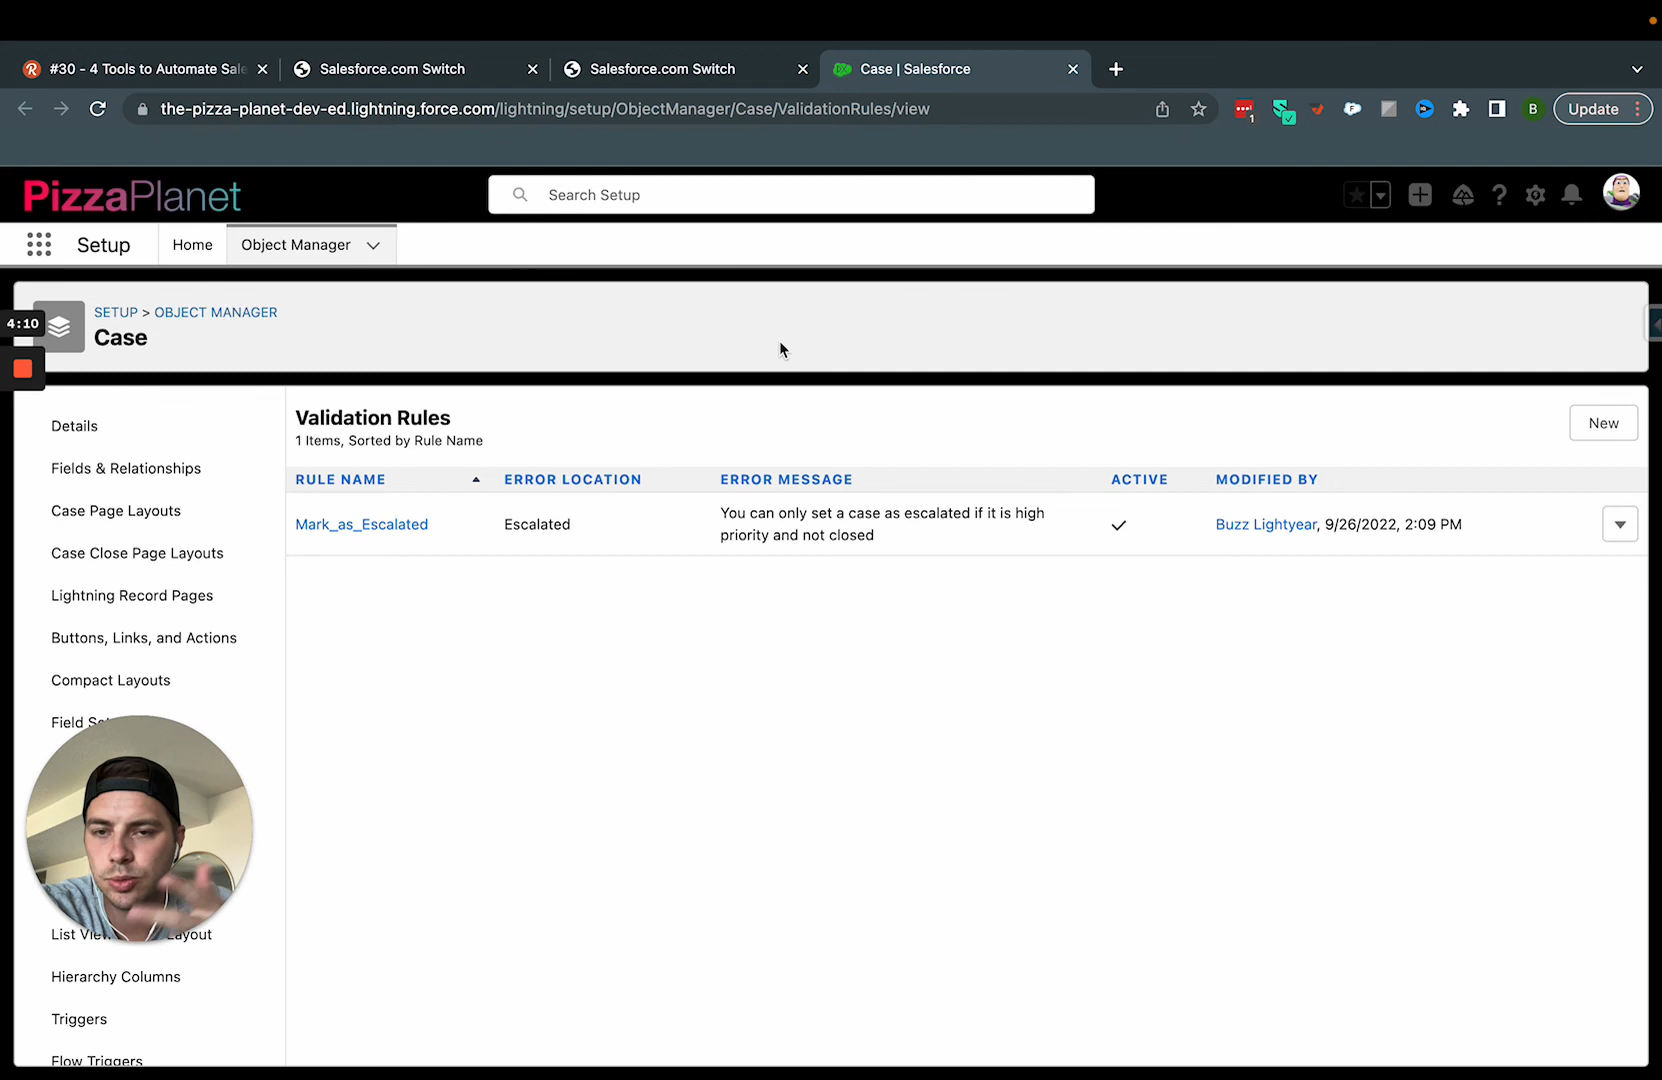 #30 - 4 Tools to Automate Sale
Salesforce.com Switch
Salesforce.com Switch
Case | Salesforce
the-pizza-planet-dev-ed.lightning.force.com/lightning/setup/ObjectManager/Case/ValidationRules/view
1
B
Update
PizzaPlanet
Search Setup
Setup
Home
Object Manager
SETUP > OBJECT MANAGER
4:10
Case
Details
Fields & Relationships
Case Page Layouts
Case Close Page Layouts
Lightning Record Pages
Buttons, Links, and Actions
Compact Layouts
Field
List Layout
Hierarchy Columns
Triggers
Flow Triggers
Validation Rules
1 Items, Sorted by Rule Name
New
RULE NAME ERROR LOCATION ERROR MESSAGE ACTIVE MODIFIED BY
Mark_as_Escalated Escalated You can only set a case as escalated if it is high priority and not closed Buzz Lightyear, 9/26/2022, 2:09 PM